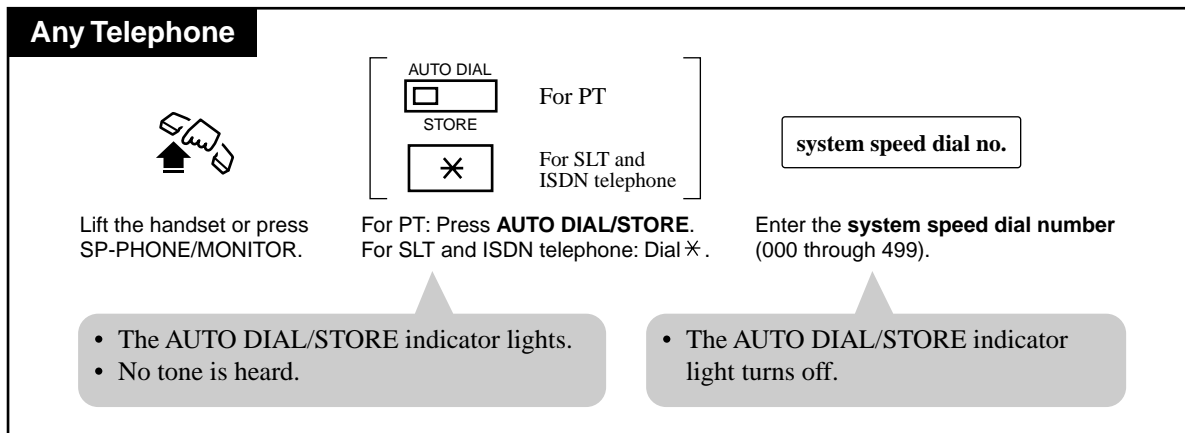 Any Telephone
AUTO DIAL
For PT
STORE
For SLT and
ISDN telephone
system speed dial no.
Lift the handset or press
SP-PHONE/MONITOR.
For PT: Press AUTO DIAL/STORE.
For SLT and ISDN telephone: Dial ✳.
Enter the system speed dial number
(000 through 499).
• The AUTO DIAL/STORE indicator lights.
• No tone is heard.
• The AUTO DIAL/STORE indicator
light turns off.